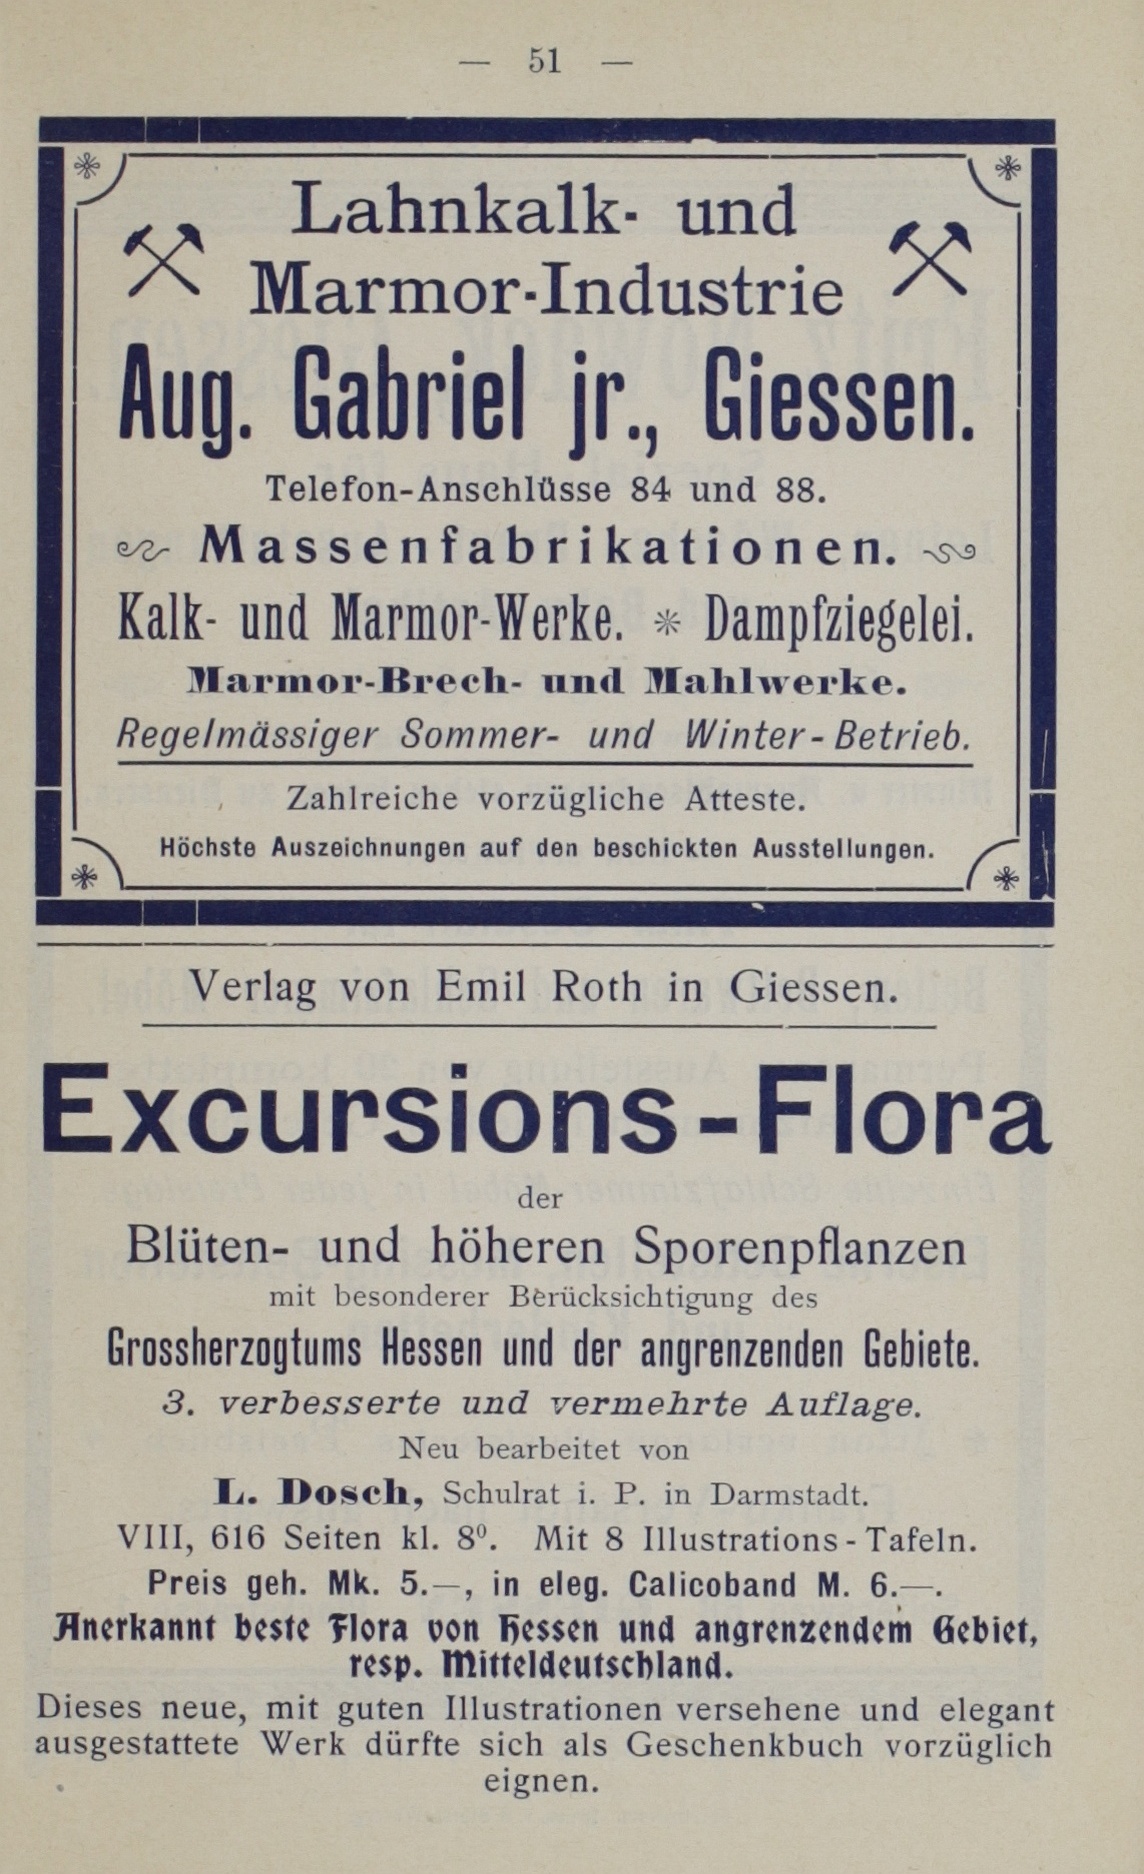 — 51 —
Lahnkalk- und
Marmor-Industrie
Aug. Gabriel jr., Giessen.
Telefon-Anschlüsse 84 und 88.
Massenfabrikationen.
Kalk- und Marmor-Werke. * Dampfziegelei.
Marmor-Brech- und Mahlwerke.
Regelmässiger Sommer- und Winter-Betrieb.
Zahlreiche vorzügliche Atteste.
Höchste Auszeichnungen auf den beschickten Ausstellungen.
Verlag von Emil Roth in Giessen.
Excursions-Flora
der
Blüten- und höheren Sporenpflanzen
mit besonderer Berücksichtigung des
Grossherzogtums Hessen und der angrenzenden Gebiete.
3. verbesserte und vermehrte Auflage.
Neu bearbeitet von
L. Dosch, Schulrat i. P. in Darmstadt.
VIII, 616 Seiten kl. 8⁰. Mit 8 Illustrations-Tafeln.
Preis geh. Mk. 5.—, in eleg. Calicoband M. 6.—.
Anerkannt beste Flora von Hessen und angrenzendem Gebiet,
resp. Mitteldeutschland.
Dieses neue, mit guten Illustrationen versehene und elegant
ausgestattete Werk dürfte sich als Geschenkbuch vorzüglich
eignen.